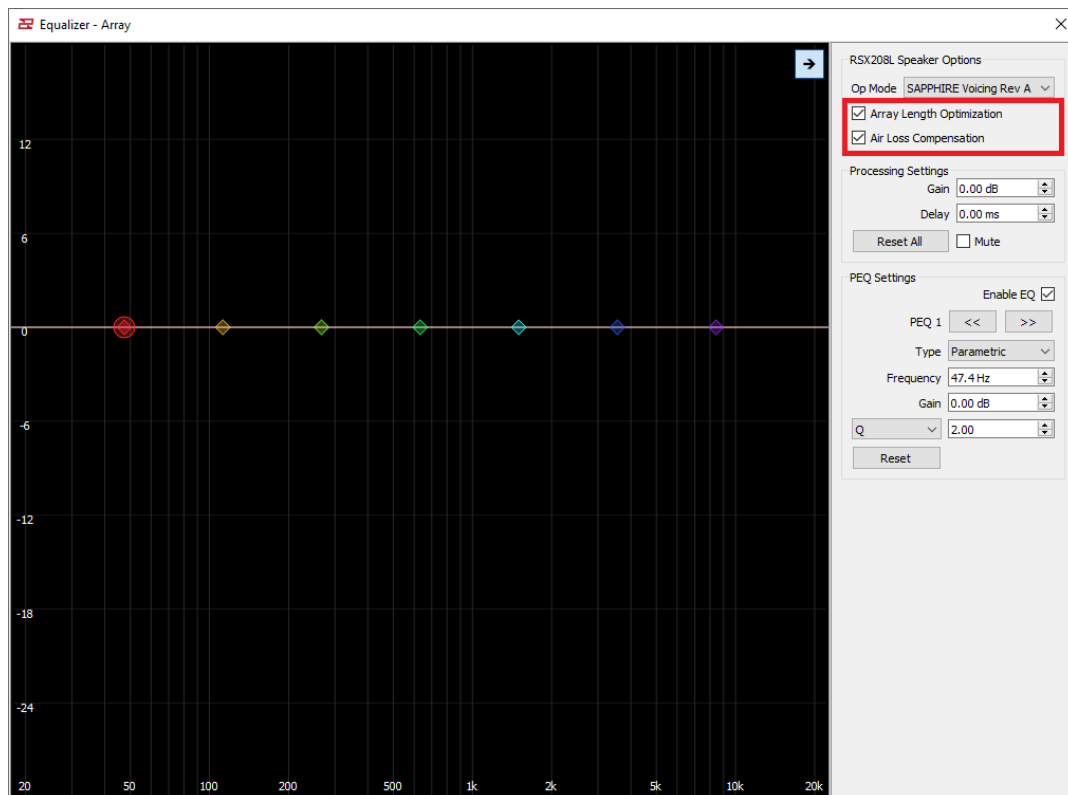 Equalizer - Array
12
6
0
-6
-12
-18
-24
20 50 100 200 500 1k 2k 5k 10k 20k
RSX208L Speaker Options
Op Mode SAPPHIRE Voicing Rev A
Array Length Optimization
Air Loss Compensation
Processing Settings
Gain 0.00 dB
Delay 0.00 ms
Reset All Mute
PEQ Settings
Enable EQ
PEQ 1 << >>
Type Parametric
Frequency 47.4 Hz
Gain 0.00 dB
Q 2.00
Reset